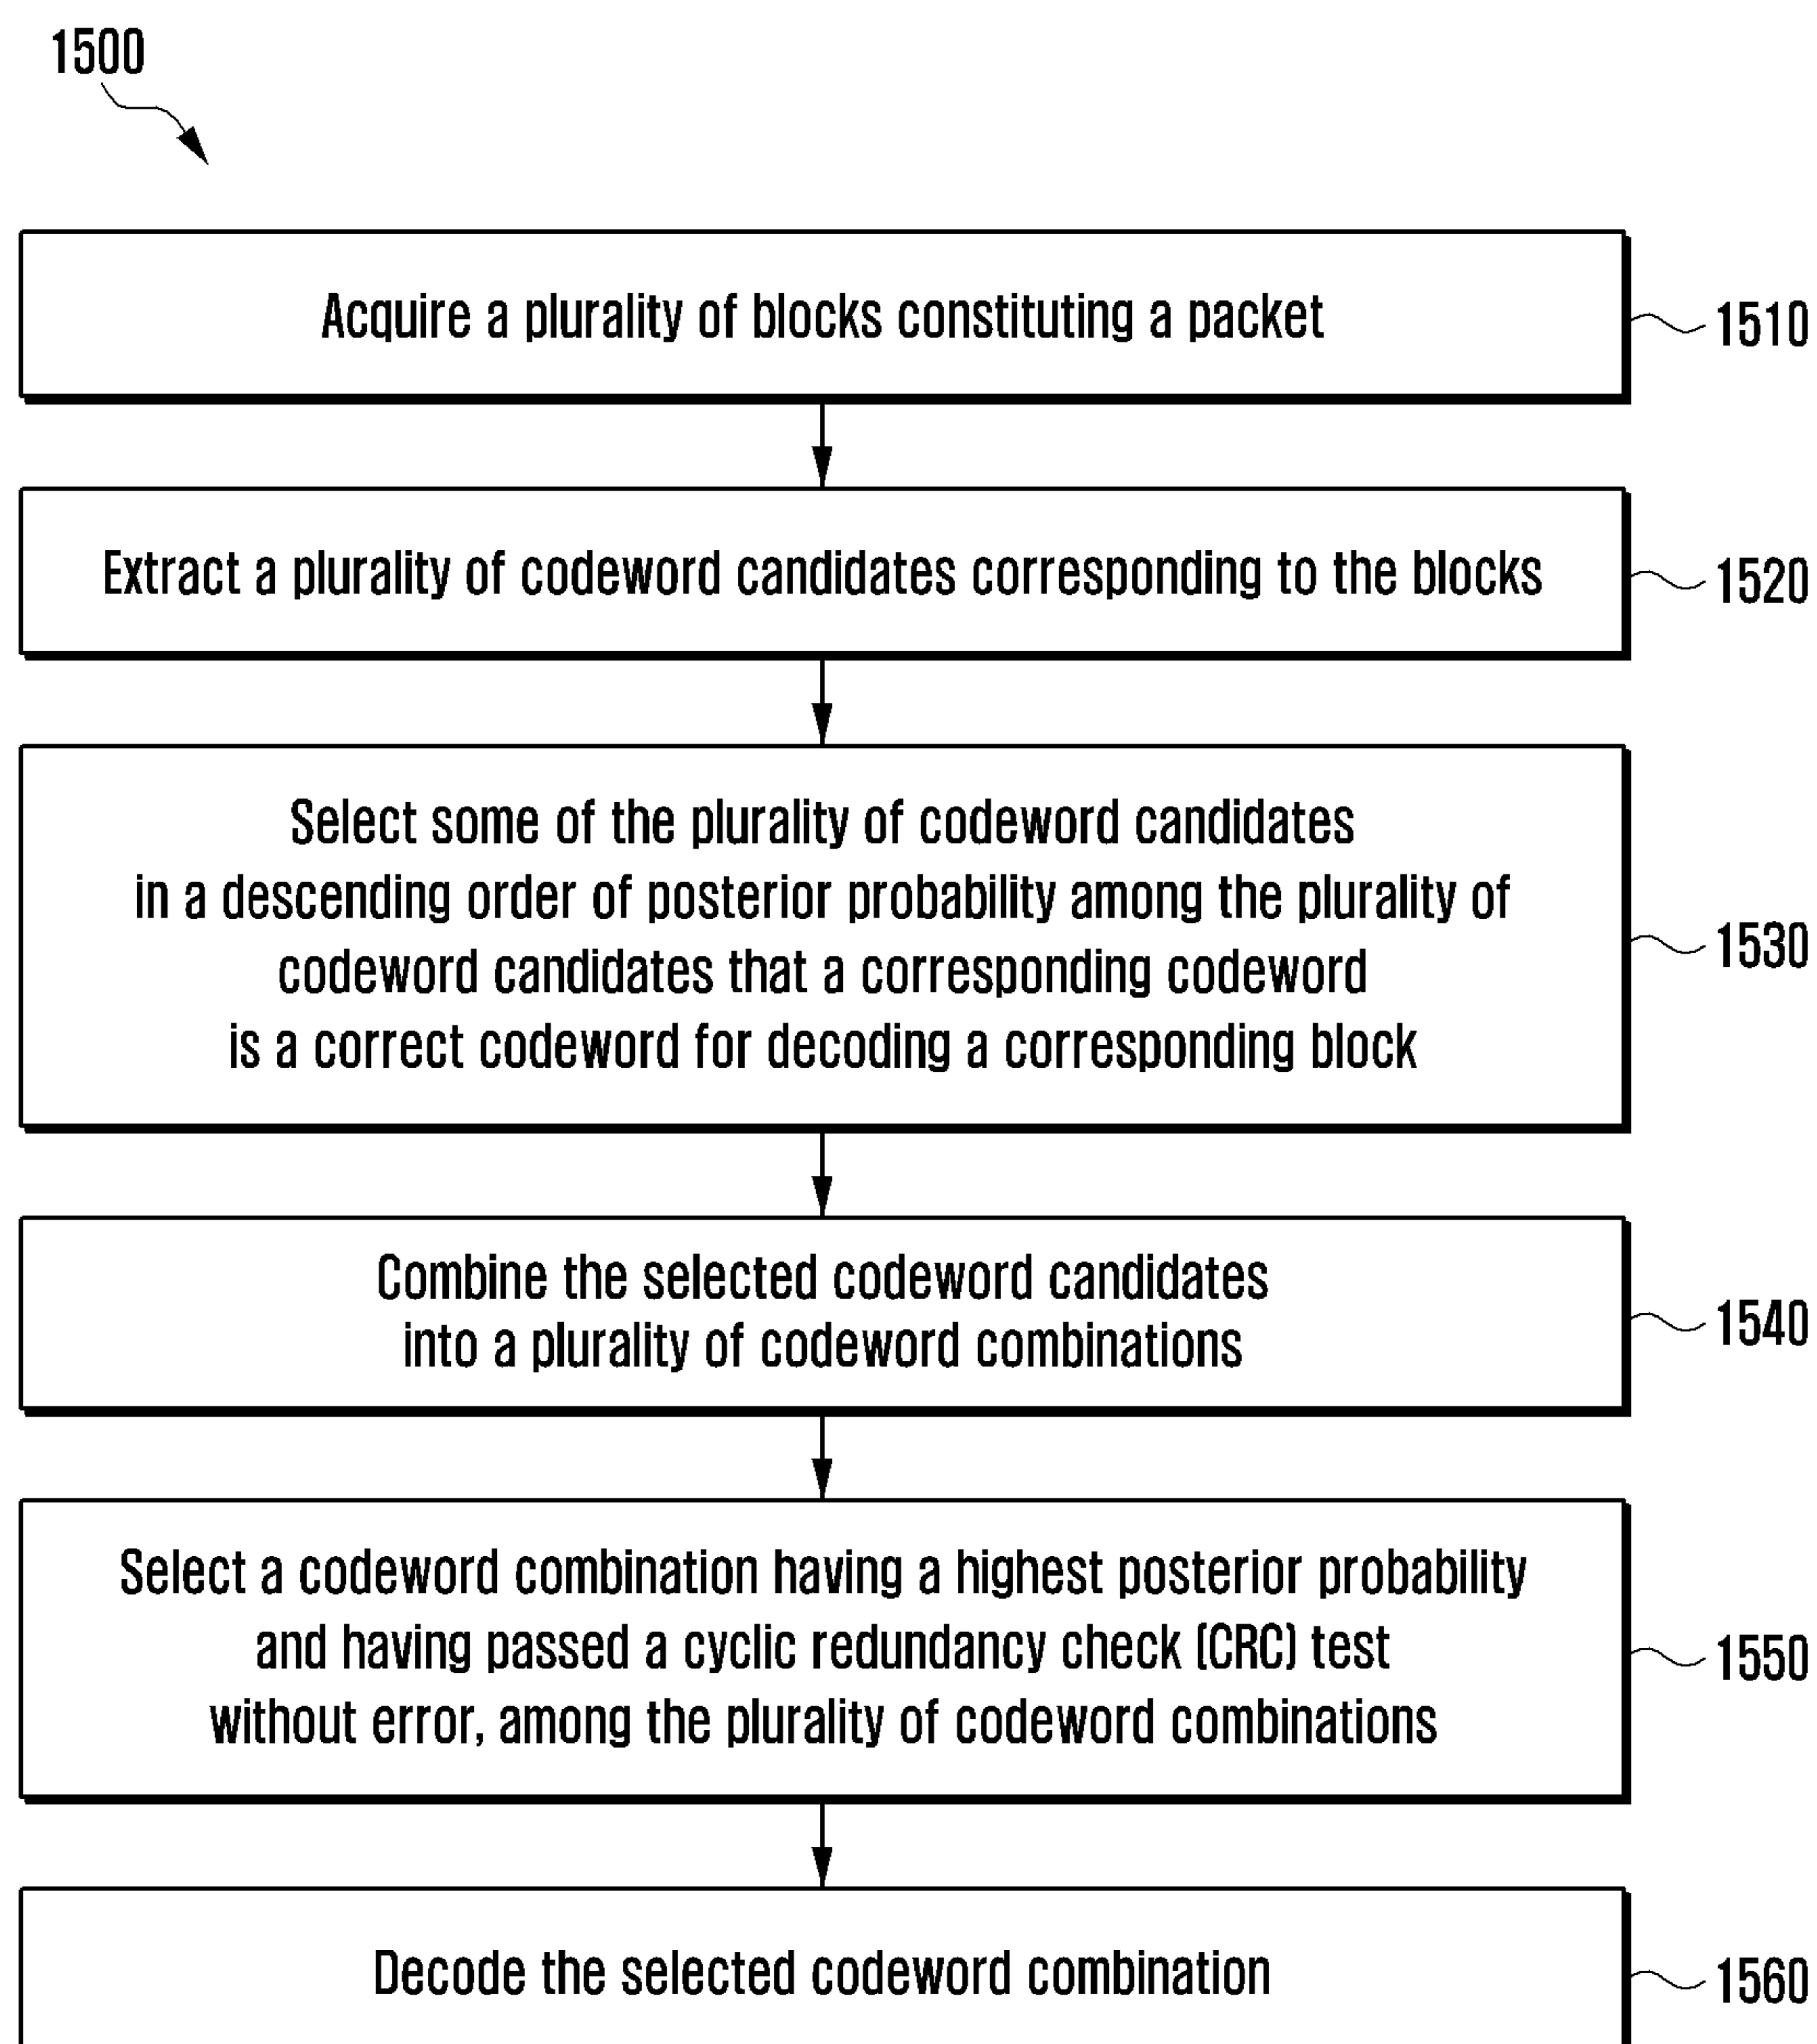 1500
Acquire a plurality of blocks constituting a packet
1510
Extract a plurality of codeword candidates corresponding to the blocks
1520
Select some of the plurality of codeword candidates
in a descending order of posterior probability among the plurality of
codeword candidates that a corresponding codeword
is a correct codeword for decoding a corresponding block
1530
Combine the selected codeword candidates
into a plurality of codeword combinations
1540
Select a codeword combination having a highest posterior probability
and having passed a cyclic redundancy check (CRC) test
without error, among the plurality of codeword combinations
1550
Decode the selected codeword combination
1560